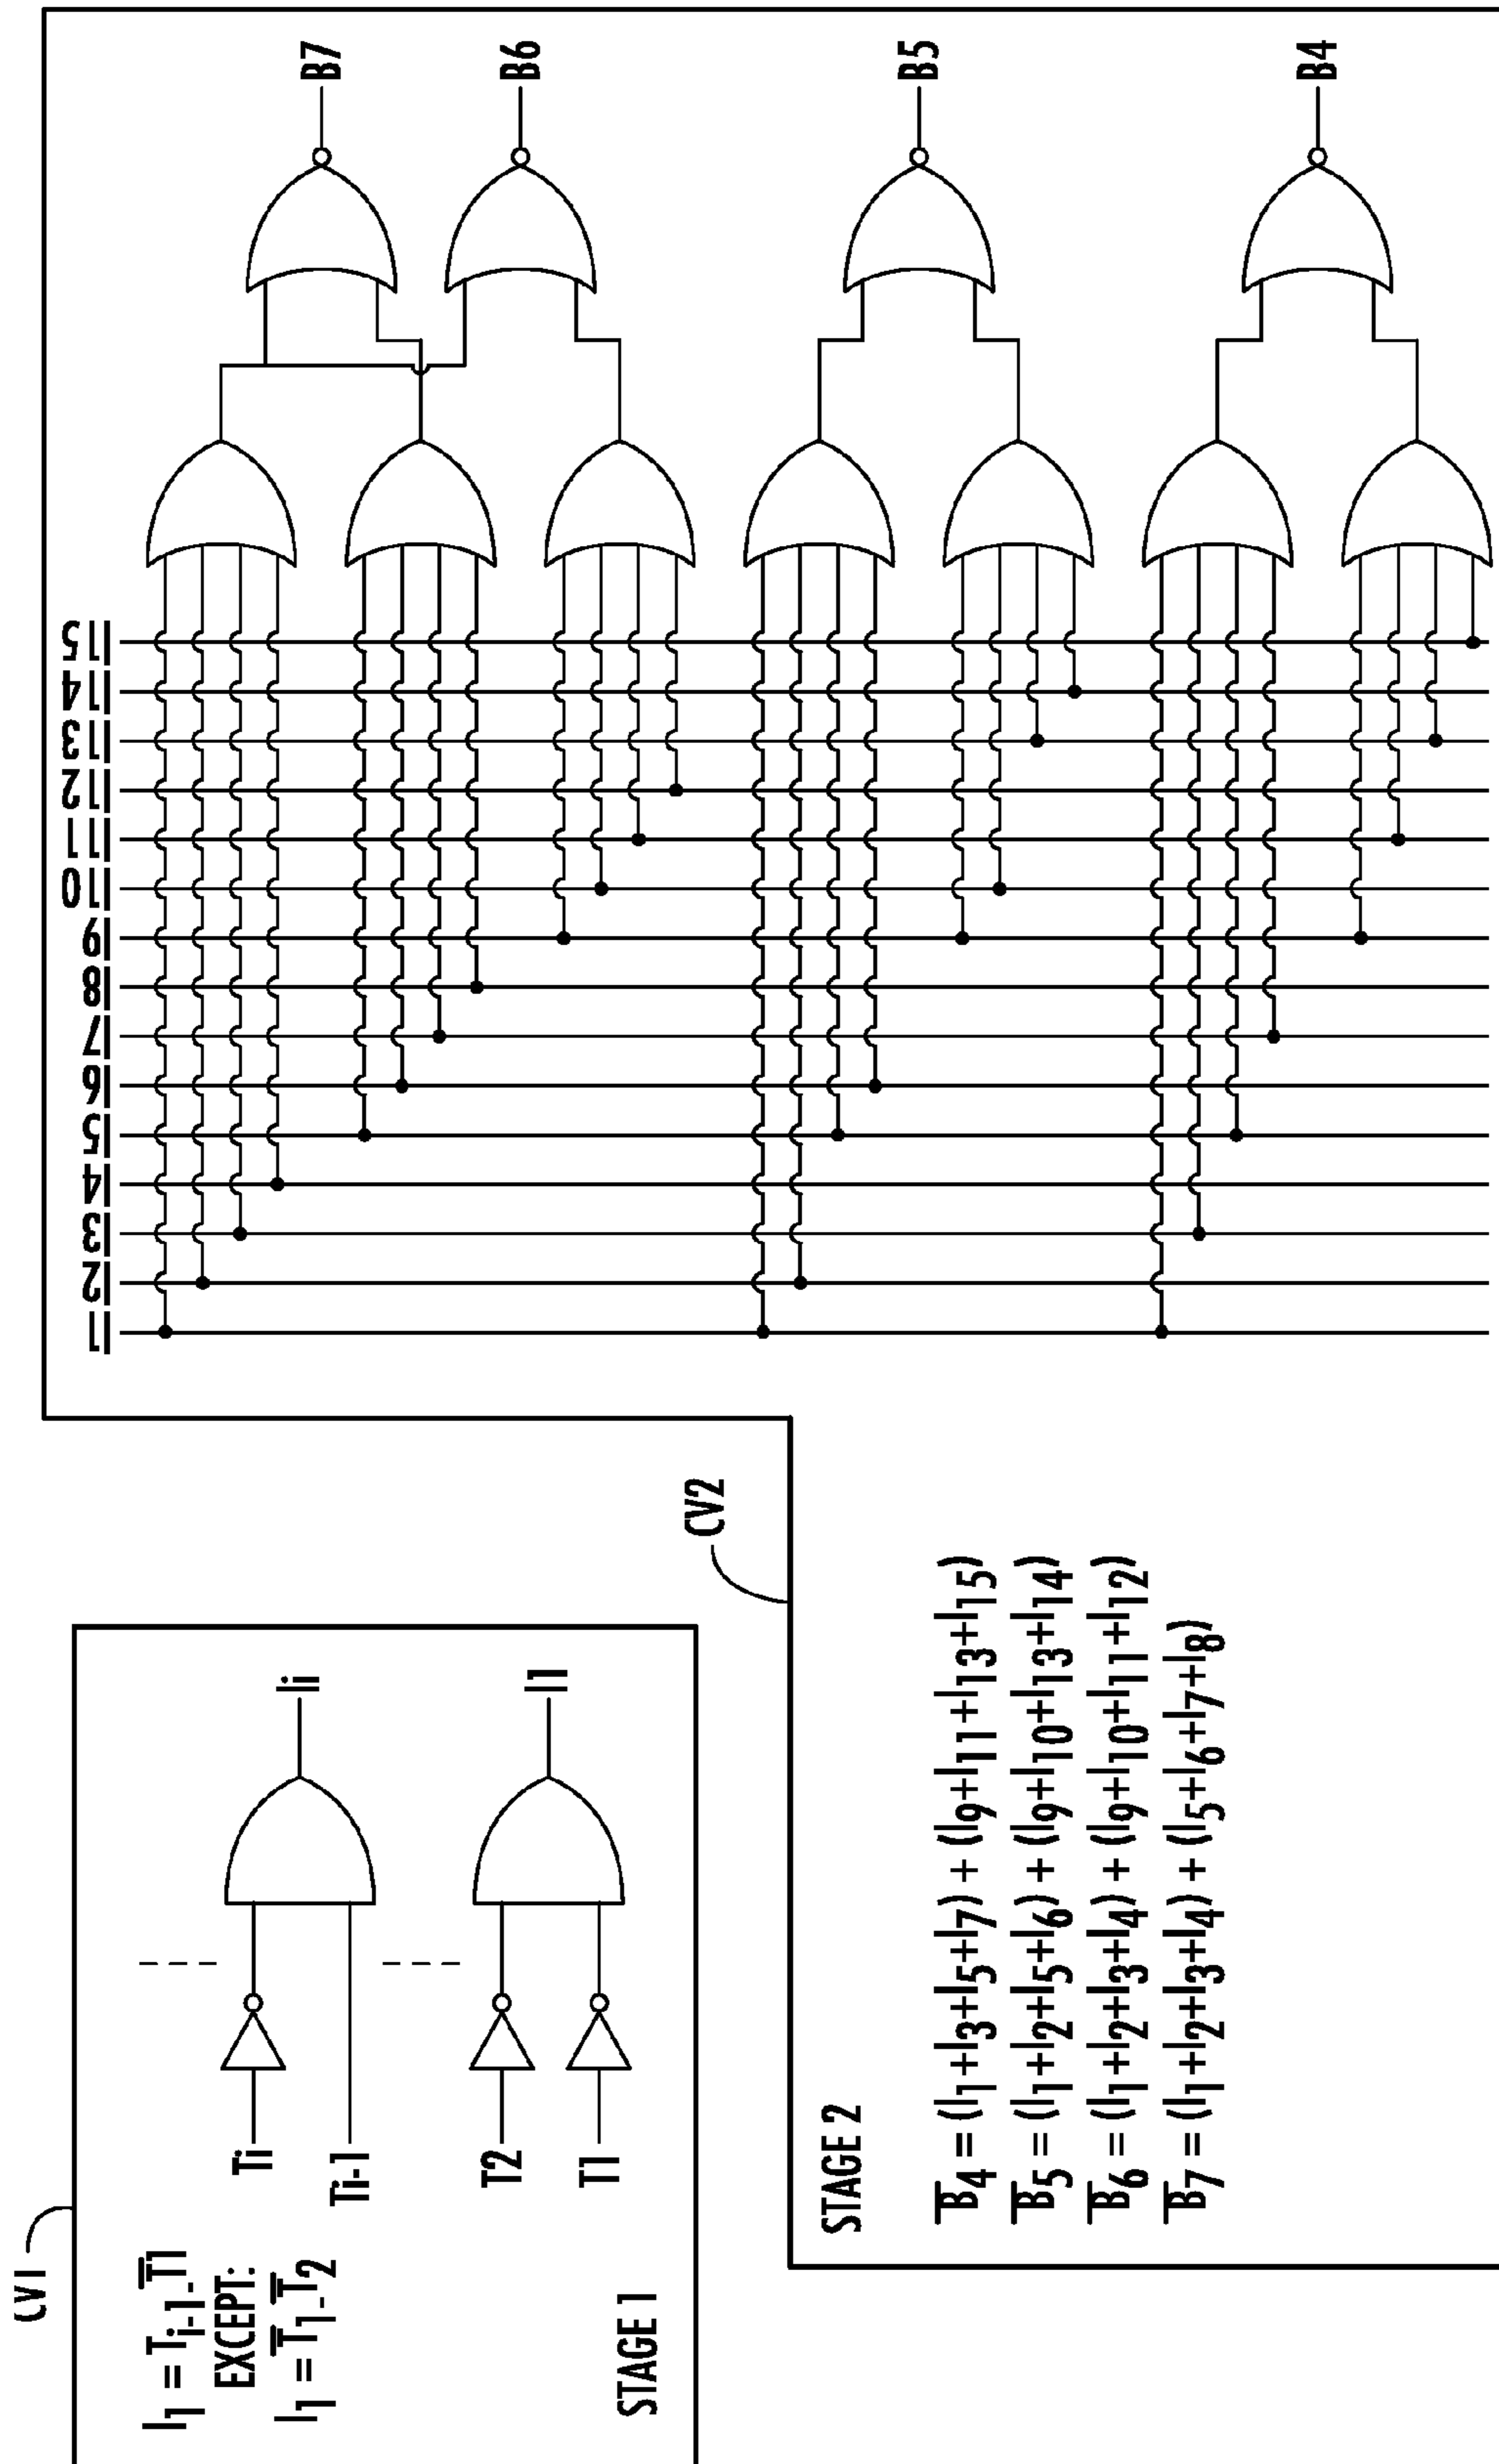 CV1
I₁ = Tᵢ₋₁_T̅1̅
EXCEPT:
I₁ = T̅₁_T̅₂
STAGE 1
Ti
Ti-1
T2
T1
Ii
I1
CV2
STAGE 2
B̅₄ = (I₁+I₃+I₅+I₇) + (I₉+I₁₁+I₁₃+I₁₅)
B̅₅ = (I₁+I₂+I₅+I₆) + (I₉+I₁₀+I₁₃+I₁₄)
B̅₆ = (I₁+I₂+I₃+I₄) + (I₉+I₁₀+I₁₁+I₁₂)
B̅₇ = (I₁+I₂+I₃+I₄) + (I₅+I₆+I₇+I₈)
I1
I2
I3
I4
I5
I6
I7
I8
I9
I10
I11
I12
I13
I14
I15
B7
B6
B5
B4